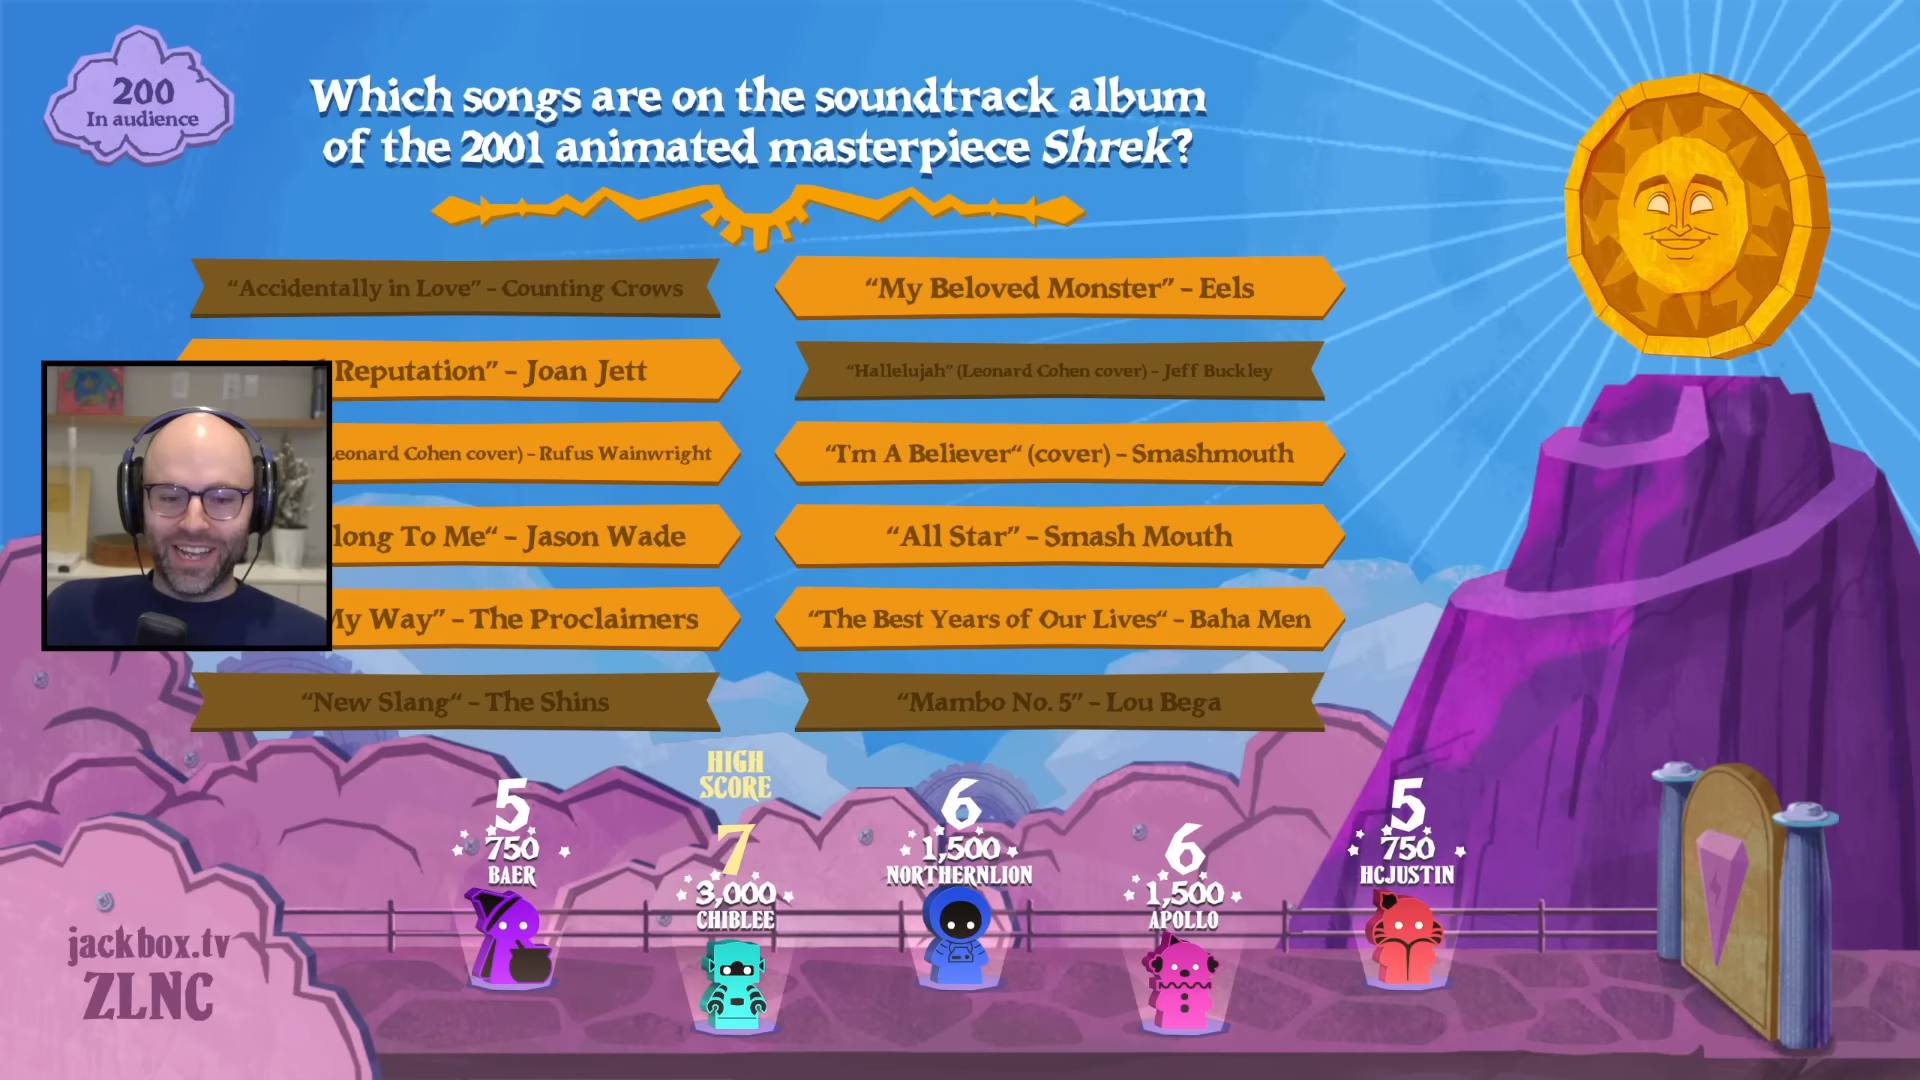 200
In audience
Which songs are on the soundtrack album
of the 2001 animated masterpiece Shrek?
“Accidentally in Love” – Counting Crows
“My Beloved Monster” – Eels
Reputation” – Joan Jett
“Hallelujah” (Leonard Cohen cover) – Jeff Buckley
eonard Cohen cover) – Rufus Wainwright
“I'm A Believer“ (cover) – Smashmouth
long To Me“ – Jason Wade
“All Star” – Smash Mouth
My Way” – The Proclaimers
“The Best Years of Our Lives“ – Baha Men
“New Slang“ – The Shins
“Mambo No. 5” – Lou Bega
HIGH
SCORE
5
750
BAER
7
3,000
CHIBLEE
6
1,500
NORTHERNLION
6
1,500
APOLLO
5
750
HCJUSTIN
jackbox.tv
ZLNC